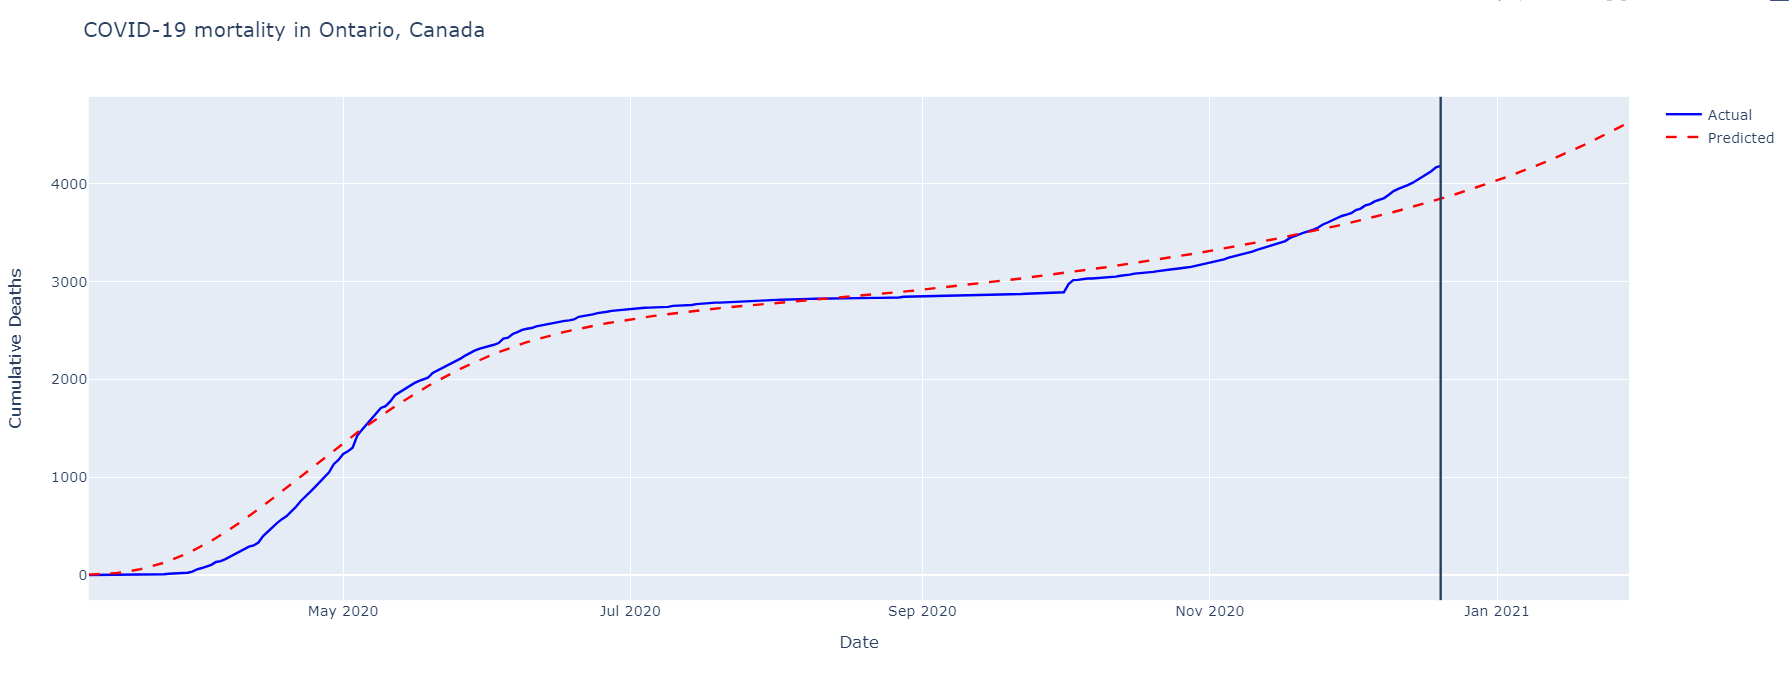 COVID-19 mortality in Ontario, Canada
Actual
Predicted
Cumulative Deaths
4000
3000
2000
1000
0
May 2020
Jul 2020
Sep 2020
Nov 2020
Jan 2021
Date